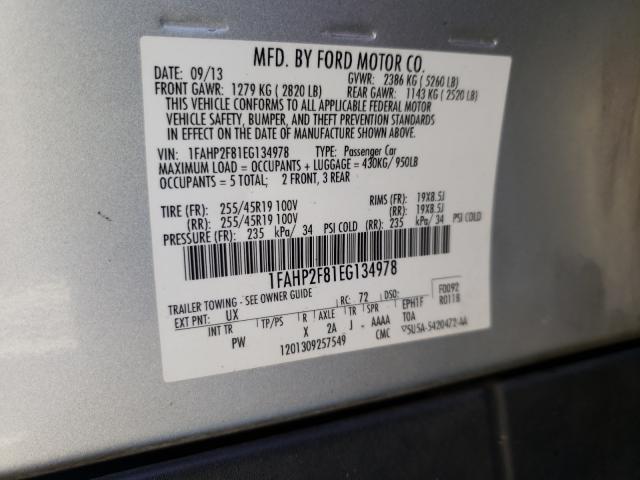 MFD. BY FORD MOTOR CO.
DATE: 09/13 GVWR: 2386 KG ( 5260 LB)
FRONT GAWR: 1279 KG ( 2820 LB) REAR GAWR: 1143 KG ( 2520 LB)
THIS VEHICLE CONFORMS TO ALL APPLICABLE FEDERAL MOTOR
VEHICLE SAFETY, BUMPER, AND THEFT PREVENTION STANDARDS
IN EFFECT ON THE DATE OF MANUFACTURE SHOWN ABOVE.
VIN: 1FAHP2F81EG134978 TYPE: Passenger Car
MAXIMUM LOAD = OCCUPANTS + LUGGAGE = 430KG/ 950LB
OCCUPANTS = 5 TOTAL; 2 FRONT, 3 REAR
TIRE (FR): 255/45R19 100V RIMS (FR): 19X8.5J
(RR): 255/45R19 100V (RR): 19X8.5J
PRESSURE (FR): 235 kPa/ 34 PSI COLD (RR): 235 kPa/ 34 PSI COLD
1FAHP2F81EG134978
TRAILER TOWING - SEE OWNER GUIDE
EXT PNT: UX RC: 72 DSO: F0092
INT TR TP/PS R AXLE TR SPR EPH1F R0118
PW X 2A J - AAAA TOA
1201309257549 CMC 5U5A-5420472-AA